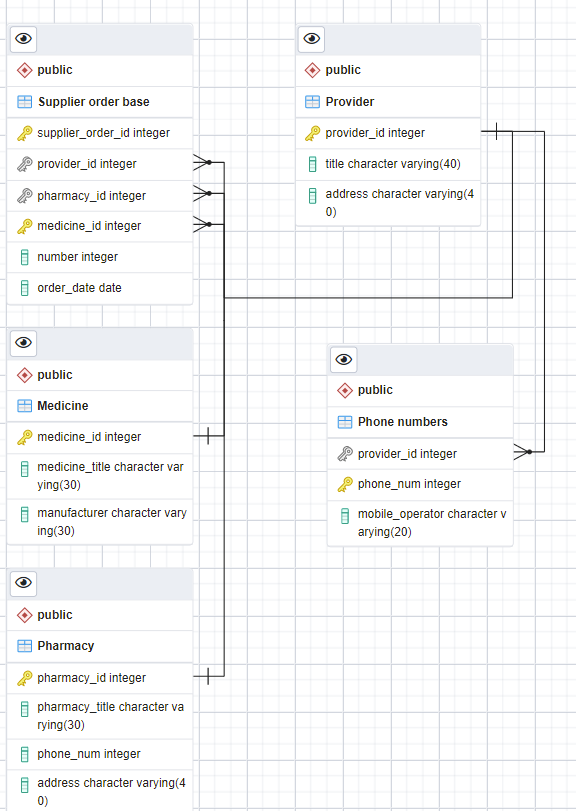 public
Supplier order base
supplier_order_id integer
provider_id integer
pharmacy_id integer
medicine_id integer
number integer
order_date date
public
Provider
provider_id integer
title character varying(40)
address character varying(4
0)
public
Medicine
medicine_id integer
medicine_title character var
ying(30)
manufacturer character vary
ing(30)
public
Phone numbers
provider_id integer
phone_num integer
mobile_operator character v
arying(20)
public
Pharmacy
pharmacy_id integer
pharmacy_title character va
rying(30)
phone_num integer
address character varying(4
0)